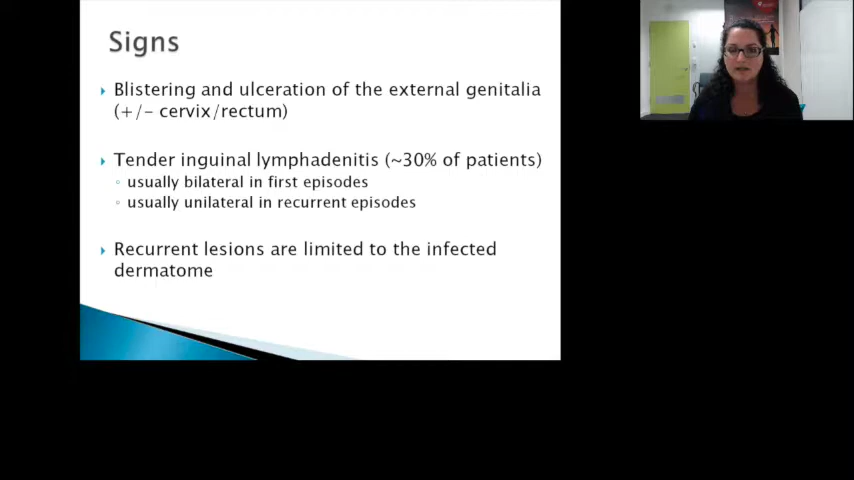 Signs
Blistering and ulceration of the external genitalia
(+/- cervix/rectum)
Tender inguinal lymphadenitis (~30% of patients)
usually bilateral in first episodes
usually unilateral in recurrent episodes
Recurrent lesions are limited to the infected
dermatome